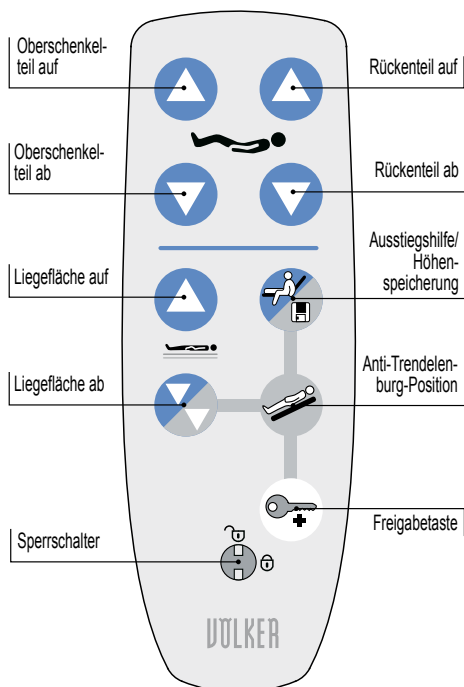 Oberschenkel-
teil auf
Rückenteil auf
Oberschenkel-
teil ab
Rückenteil ab
Ausstiegshilfe/
Höhen-
speicherung
Liegefläche auf
Anti-Trendelen-
burg-Position
Liegefläche ab
Freigabetaste
Sperrschalter
VÖLKER